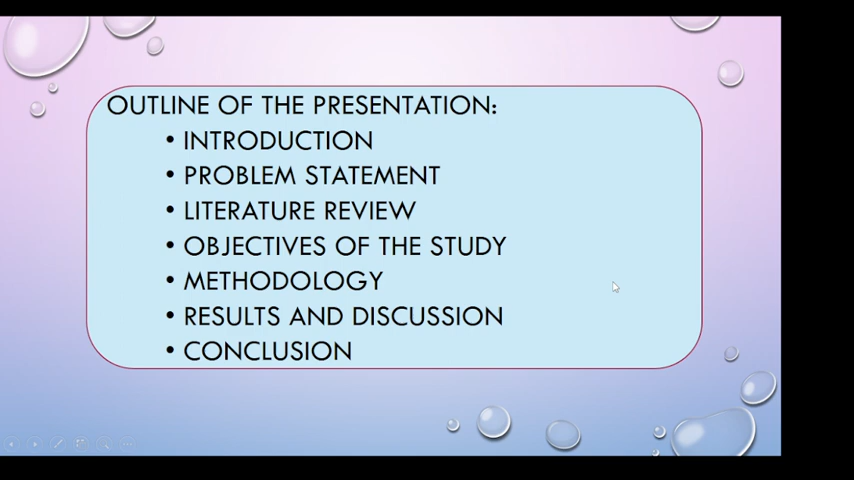 OUTLINE OF THE PRESENTATION:
• INTRODUCTION
• PROBLEM STATEMENT
• LITERATURE REVIEW
• OBJECTIVES OF THE STUDY
• METHODOLOGY
• RESULTS AND DISCUSSION
• CONCLUSION